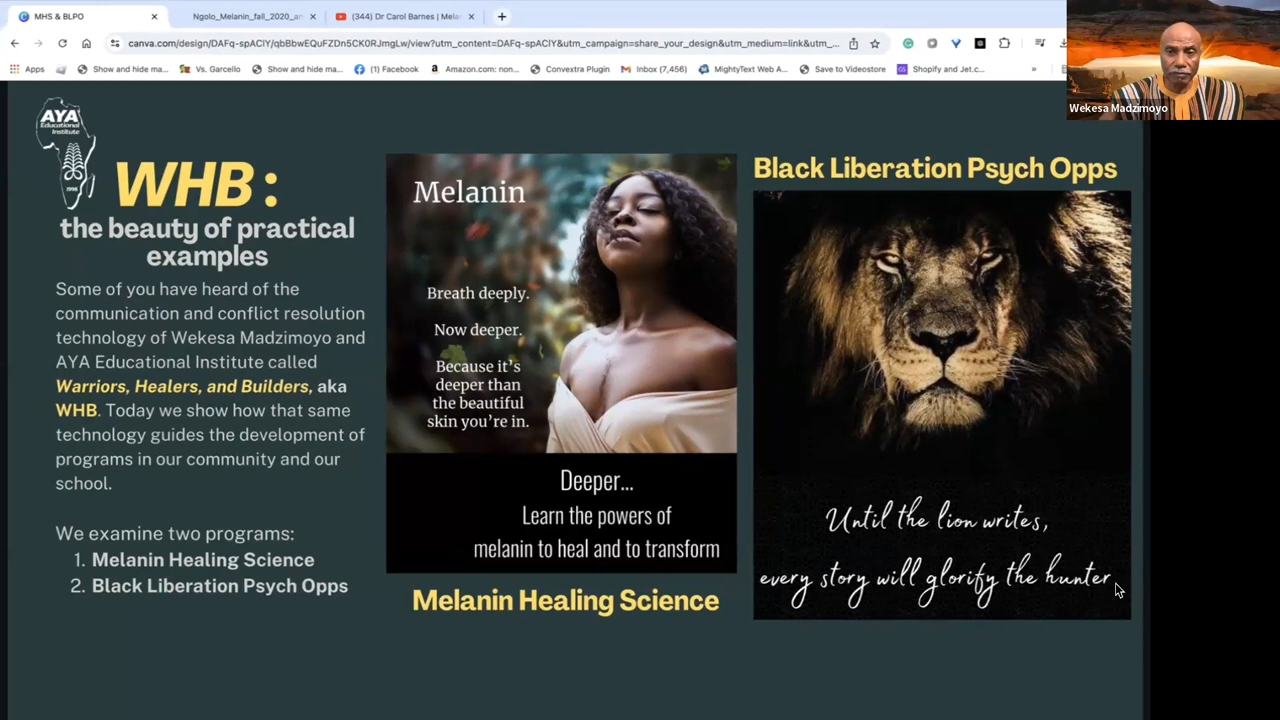 MHS & BLPO
Ngolo_Melanin_fall_2020_an
(344) Dr Carol Barnes | Mela
canva.com/design/DAFq-spACIY/qbBbwEQuFZDn5CK0RJmgLw/view?utm_content=DAFq-spACIY&utm_campaign=share_your_design&utm_medium=link&utm_...
Apps
Show and hide ma...
Vs. Garcello
Show and hide ma...
(1) Facebook
Amazon.com: non...
Convextra Plugin
Inbox (7,456)
MightyText Web A...
Save to Videostore
Shopify and Jet.c...
»
Wekesa Madzimoyo
AYA
Educational
Institute
1998
WHB :
the beauty of practical
examples
Some of you have heard of the
communication and conflict resolution
technology of Wekesa Madzimoyo and
AYA Educational Institute called
Warriors, Healers, and Builders, aka
WHB. Today we show how that same
technology guides the development of
programs in our community and our
school.
We examine two programs:
1. Melanin Healing Science
2. Black Liberation Psych Opps
Melanin
Breath deeply.
Now deeper.
Because it’s
deeper than
the beautiful
skin you’re in.
Deeper...
Learn the powers of
melanin to heal and to transform
Melanin Healing Science
Black Liberation Psych Opps
Until the lion writes,
every story will glorify the hunter